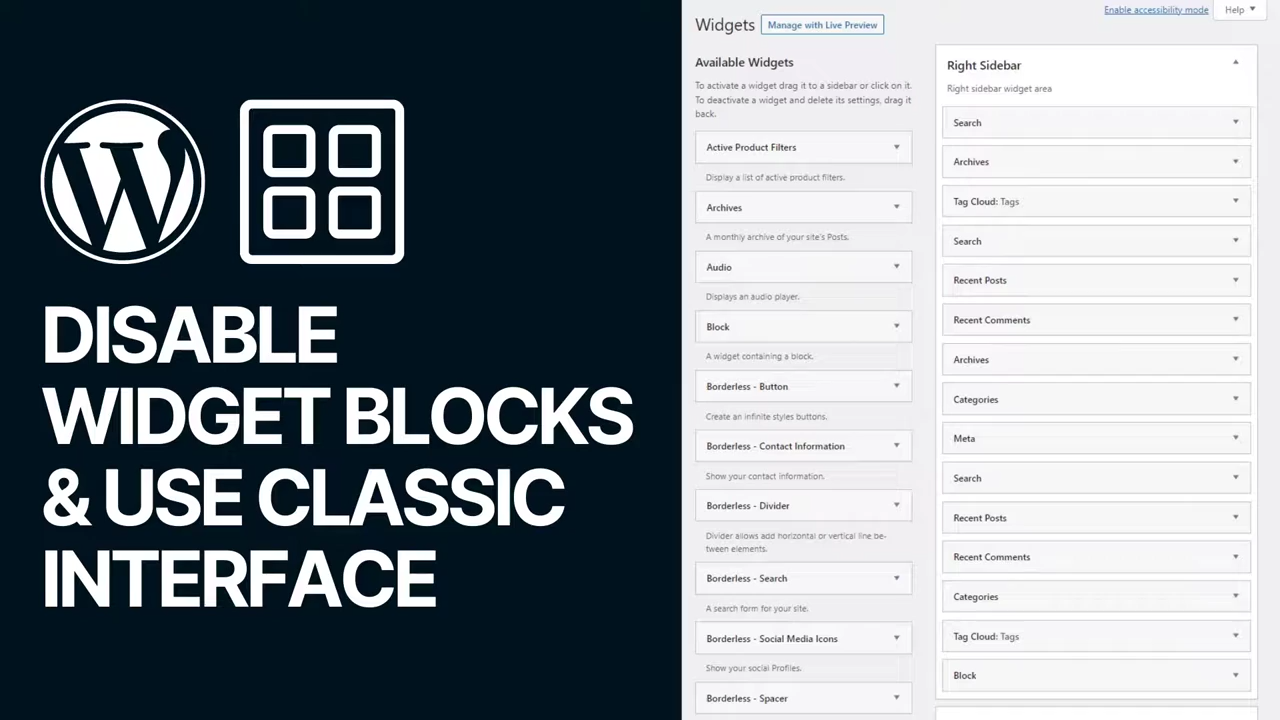 DISABLE
WIDGET BLOCKS
& USE CLASSIC
INTERFACE
Enable accessibility mode
Help
Widgets
Manage with Live Preview
Available Widgets
To activate a widget drag it to a sidebar or click on it.
To deactivate a widget and delete its settings, drag it
back.
Active Product Filters
Display a list of active product filters.
Archives
A monthly archive of your site's Posts.
Audio
Displays an audio player.
Block
A widget containing a block.
Borderless - Button
Create an infinite styles buttons.
Borderless - Contact Information
Show your contact information.
Borderless - Divider
Divider allows add horizontal or vertical line be-
tween elements.
Borderless - Search
A search form for your site.
Borderless - Social Media Icons
Show your social Profiles.
Borderless - Spacer
Right Sidebar
Right sidebar widget area
Search
Archives
Tag Cloud: Tags
Search
Recent Posts
Recent Comments
Archives
Categories
Meta
Search
Recent Posts
Recent Comments
Categories
Tag Cloud: Tags
Block